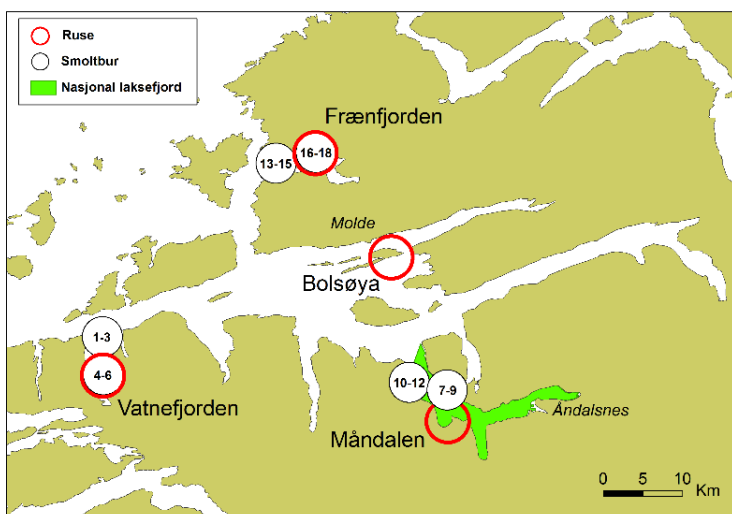 Ruse
Smoltbur
Nasjonal laksefjord
Frænfjorden
16-18
13-15
Molde
Bolsøya
1-3
4-6
Vatnefjorden
10-12
7-9
Åndalsnes
Måndalen
0 5 10
Km